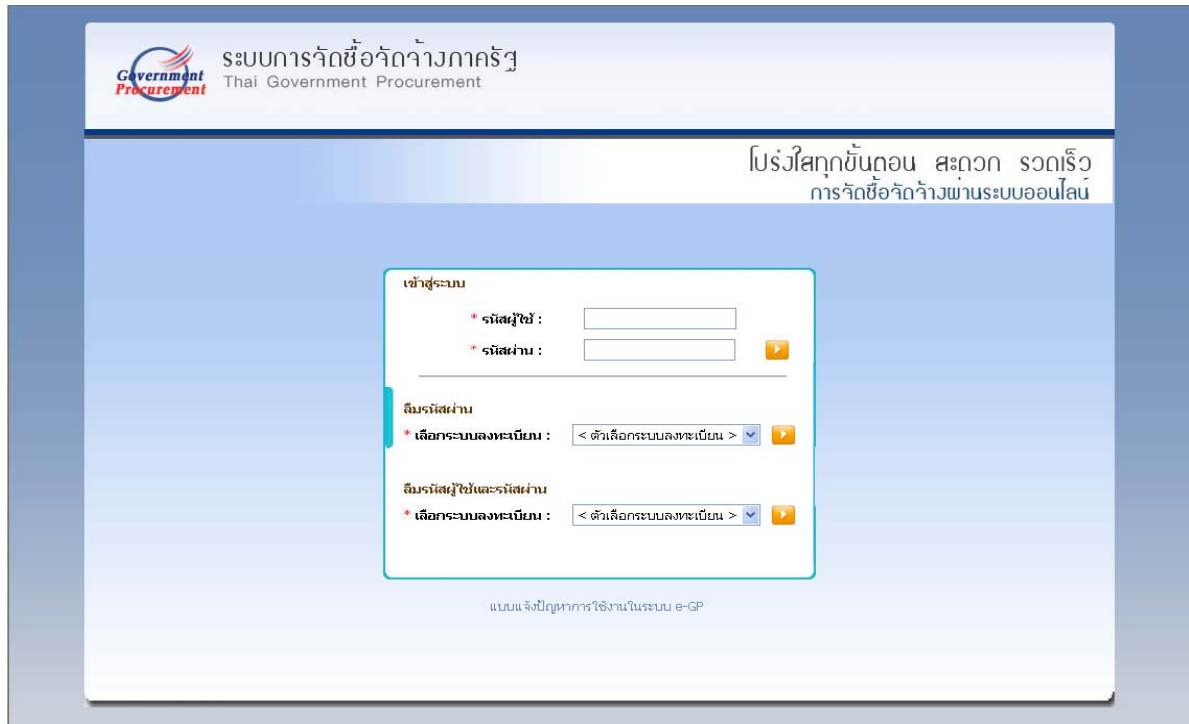 Government
Procurement
ระบบการจัดซื้อจัดจ้างภาครัฐ
Thai Government Procurement
โปร่งใสทุกขั้นตอน สะดวก รวดเร็ว
การจัดซื้อจัดจ้างผ่านระบบออนไลน์
เข้าสู่ระบบ
* รหัสผู้ใช้ :
* รหัสผ่าน :
ลืมรหัสผ่าน
* เลือกระบบลงทะเบียน : < ตัวเลือกระบบลงทะเบียน >
ลืมรหัสผู้ใช้และรหัสผ่าน
* เลือกระบบลงทะเบียน : < ตัวเลือกระบบลงทะเบียน >
แบบแจ้งปัญหาการใช้งานในระบบ e-GP